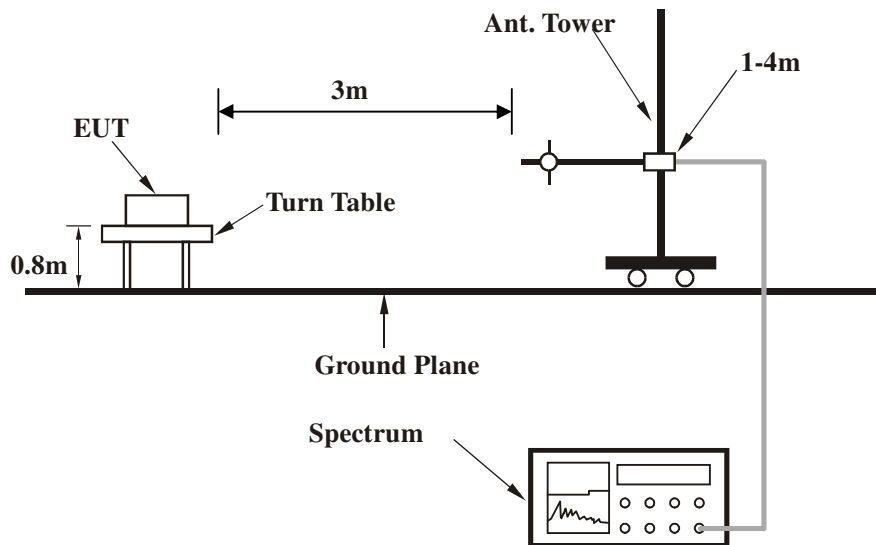 Ant. Tower
1-4m
3m
EUT
Turn Table
0.8m
Ground Plane
Spectrum